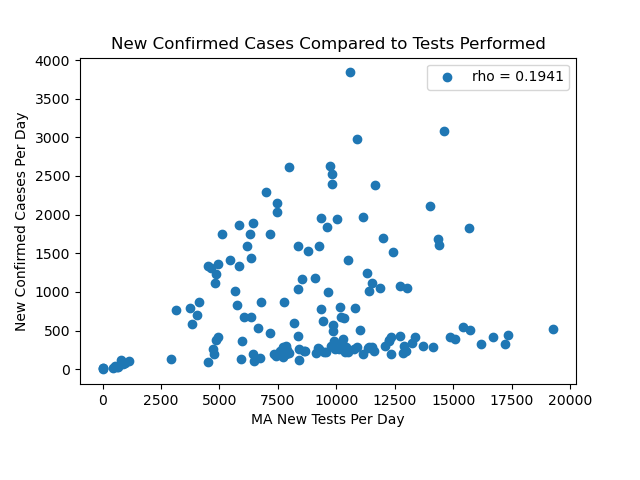 New Confirmed Cases Compared to Tests Performed
rho = 0.1941
New Confirmed Caeses Per Day
4000
3500
3000
2500
2000
1500
1000
500
0
0 2500 5000 7500 10000 12500 15000 17500 20000
MA New Tests Per Day